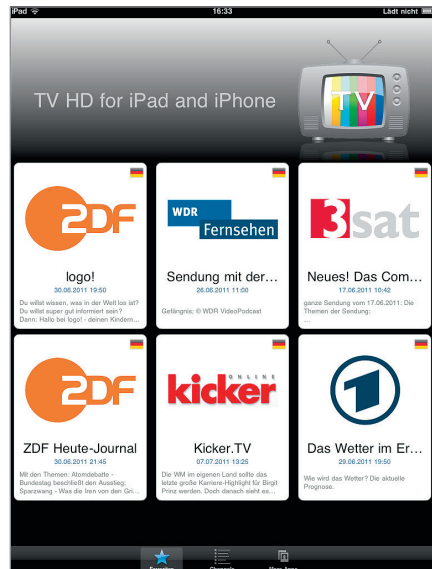 iPad 16:33 Lädt nicht
TV HD for iPad and iPhone
TV
ZDF
logo!
30.06.2011 19:50
Du willst wissen, was in der Welt los ist?
Du willst super gut informiert sein?
Dann: Hallo bei logo! - deinen Kindern...
WDR
Fernsehen
Sendung mit der...
26.06.2011 11:00
Gefängnis; © WDR VideoPodcast
3sat
Neues! Das Com...
17.06.2011 10:42
ganze Sendung vom 17.06.2011: Die
Themen der Sendung:
...
ZDF
ZDF Heute-Journal
30.06.2011 21:45
Mit den Themen: Atomdebatte -
Bundestag beschließt den Ausstieg;
Sparzwang - Was die Iren von den Gri...
ONLINE
kicker
Kicker.TV
07.07.2011 13:25
Die WM im eigenen Land sollte das
letzte große Karriere-Highlight für Birgit
Prinz werden. Doch danach sieht es...
1
Das Wetter im Er...
29.06.2011 19:50
Wie wird das Wetter? Die aktuelle
Prognose.
Favorites Channels More Apps